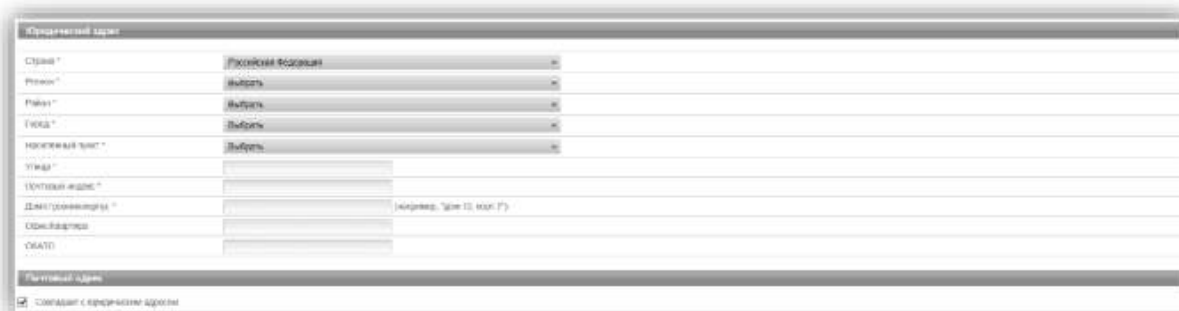 Юридический адрес
Страна * Российская Федерация
Регион * Выбрать
Район * Выбрать
Город * Выбрать
Населенный пункт * Выбрать
Улица *
Почтовый индекс *
Дом/строение/корпус * (например, "дом 12, корп. 7")
Офис/Квартира
ОКАТО
Почтовый адрес
Совпадает с юридическим адресом